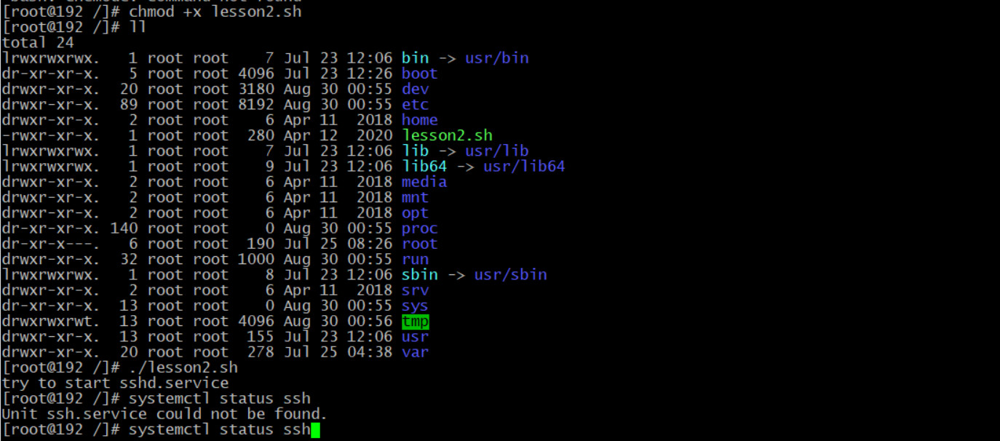 [root@192 /]# chmod +x lesson2.sh
[root@192 /]# ll
total 24
lrwxrwxrwx.   1 root root    7 Jul 23 12:06 bin -> usr/bin
dr-xr-xr-x.   5 root root 4096 Jul 23 12:26 boot
drwxr-xr-x.  20 root root 3180 Aug 30 00:55 dev
drwxr-xr-x.  89 root root 8192 Aug 30 00:55 etc
drwxr-xr-x.   2 root root    6 Apr 11  2018 home
-rwxr-xr-x.   1 root root  280 Apr 12  2020 lesson2.sh
lrwxrwxrwx.   1 root root    7 Jul 23 12:06 lib -> usr/lib
lrwxrwxrwx.   1 root root    9 Jul 23 12:06 lib64 -> usr/lib64
drwxr-xr-x.   2 root root    6 Apr 11  2018 media
drwxr-xr-x.   2 root root    6 Apr 11  2018 mnt
drwxr-xr-x.   2 root root    6 Apr 11  2018 opt
dr-xr-xr-x. 140 root root    0 Aug 30 00:55 proc
dr-xr-x---.   6 root root  190 Jul 25 08:26 root
drwxr-xr-x.  32 root root 1000 Aug 30 00:55 run
lrwxrwxrwx.   1 root root    8 Jul 23 12:06 sbin -> usr/sbin
drwxr-xr-x.   2 root root    6 Apr 11  2018 srv
dr-xr-xr-x.  13 root root    0 Aug 30 00:55 sys
drwxrwxrwt.  13 root root 4096 Aug 30 00:56 tmp
drwxr-xr-x.  13 root root  155 Jul 23 12:06 usr
drwxr-xr-x.  20 root root  278 Jul 25 04:38 var
[root@192 /]# ./lesson2.sh
try to start sshd.service
[root@192 /]# systemctl status ssh
Unit ssh.service could not be found.
[root@192 /]# systemctl status ssh